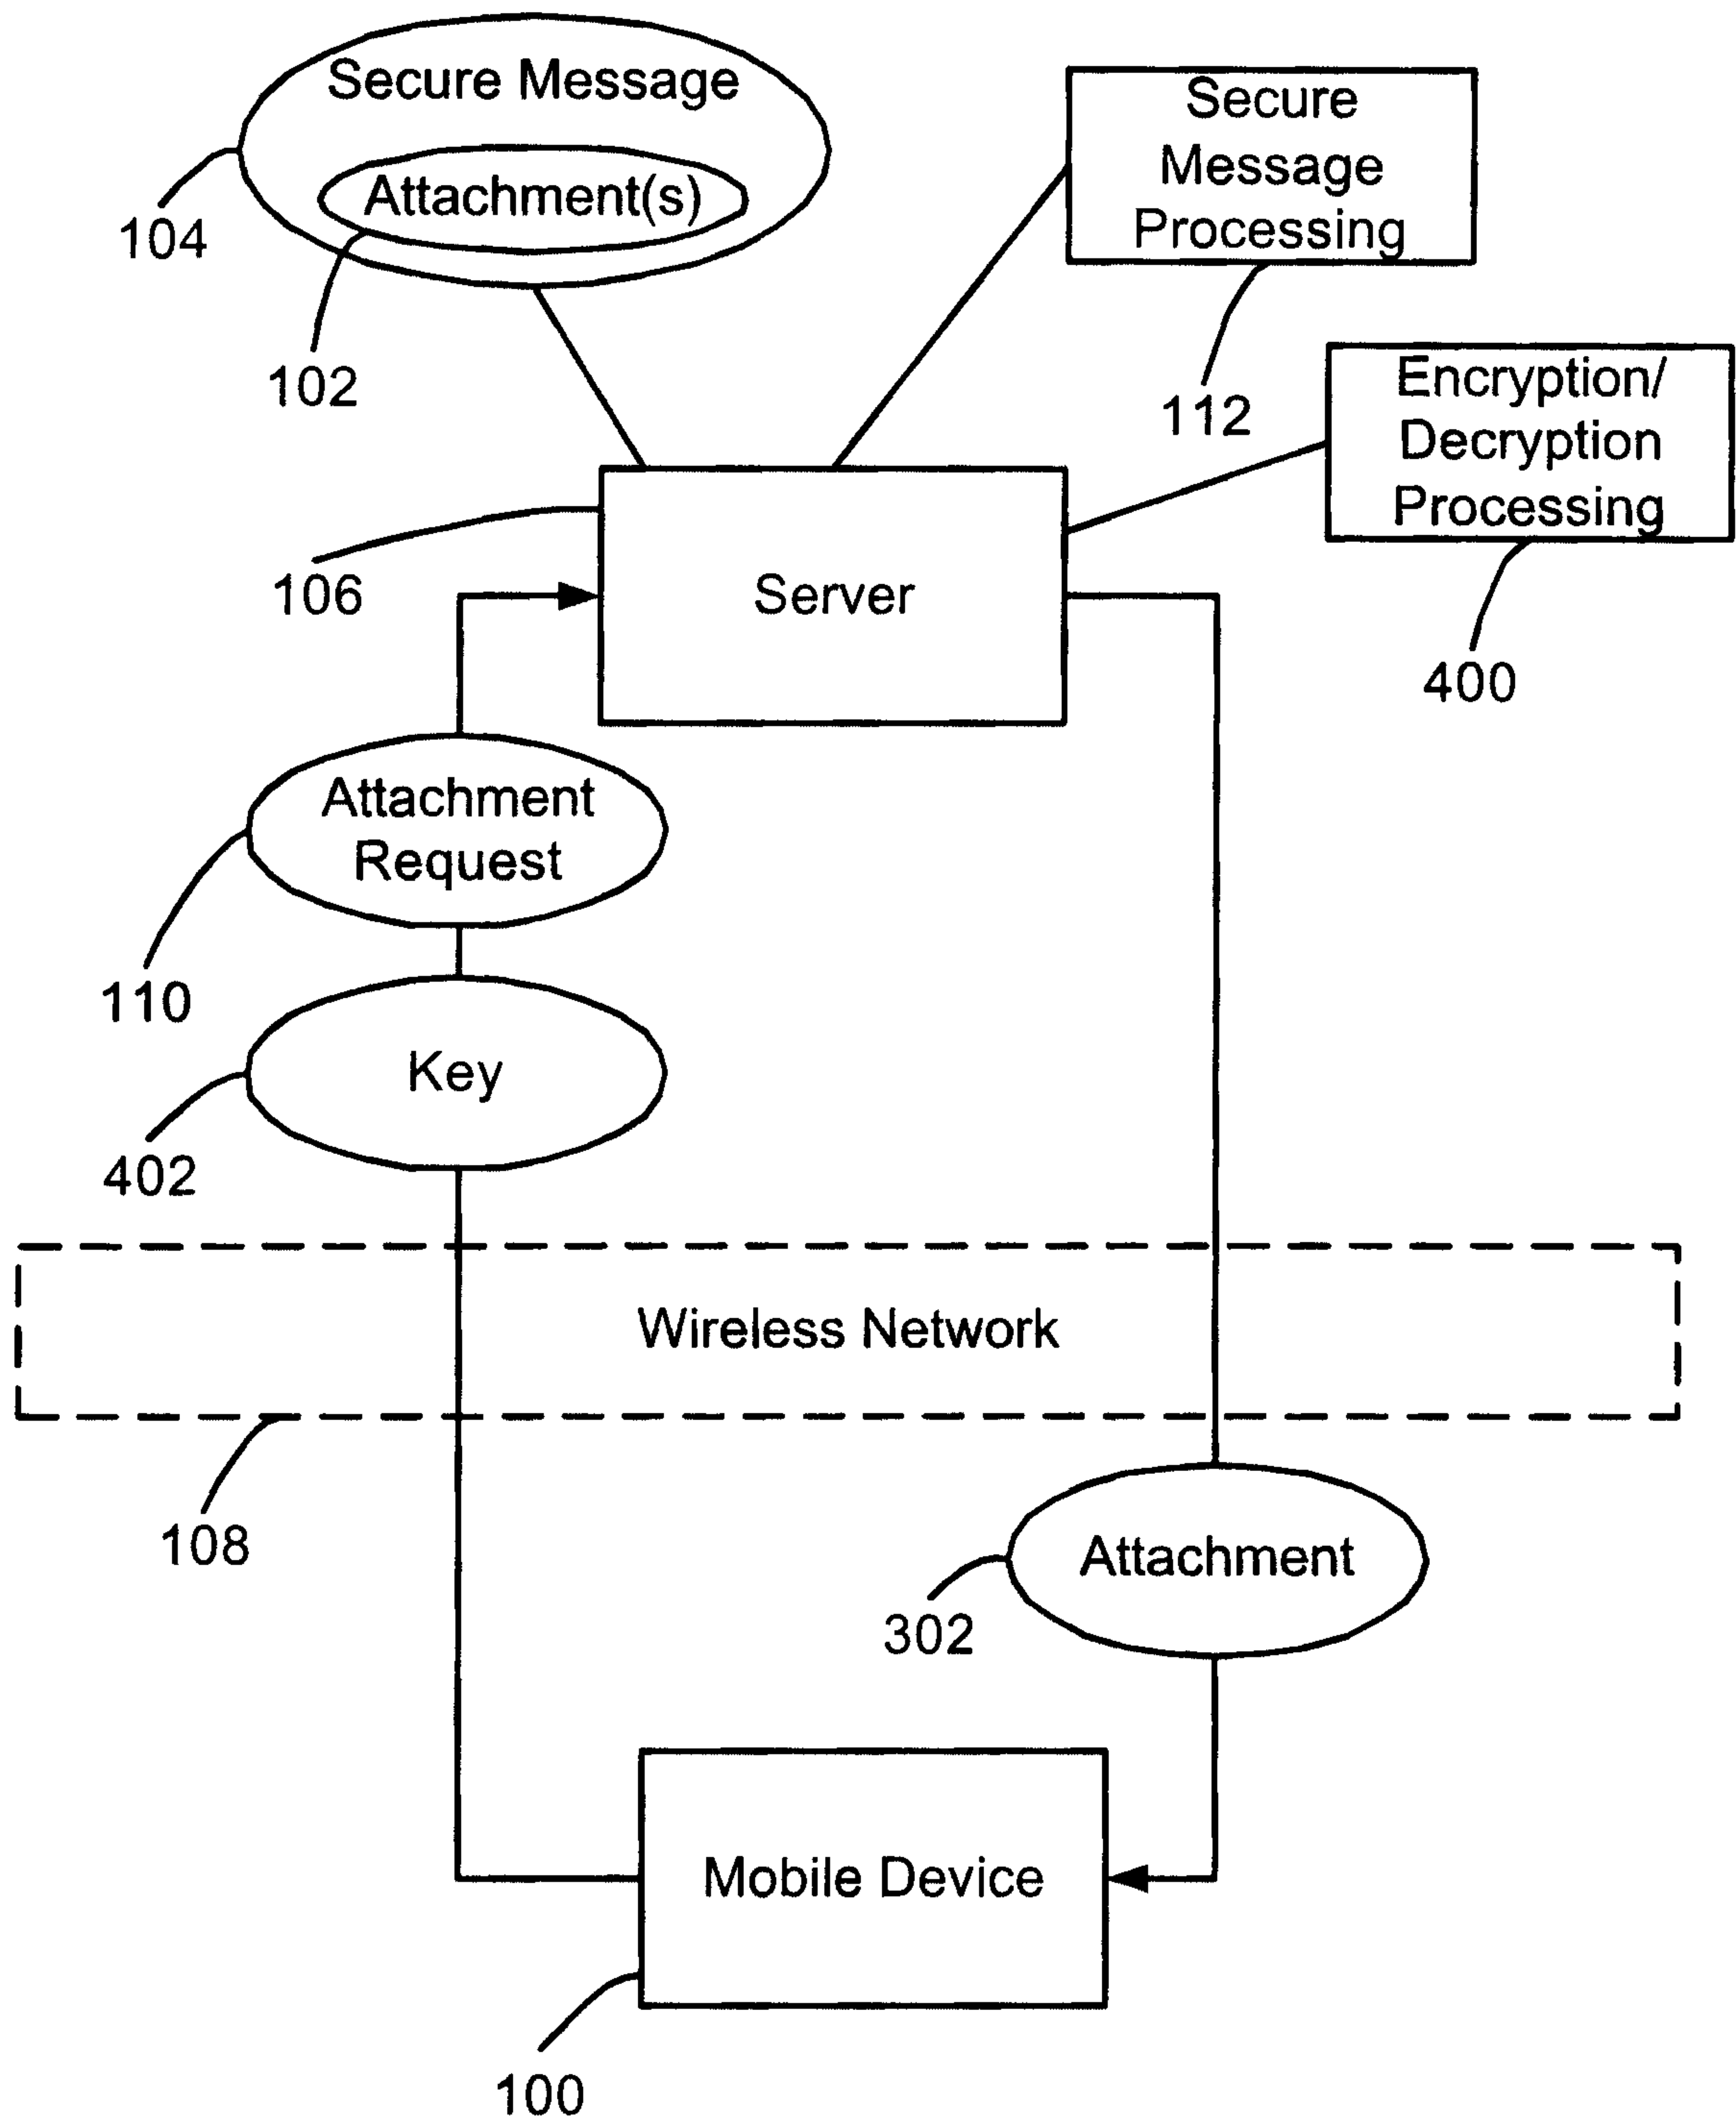 Secure Message
Attachment(s)
104
102
Secure
Message
Processing
112
Encryption/
Decryption
Processing
400
106
Server
Attachment
Request
110
Key
402
Wireless Network
108
Attachment
302
Mobile Device
100